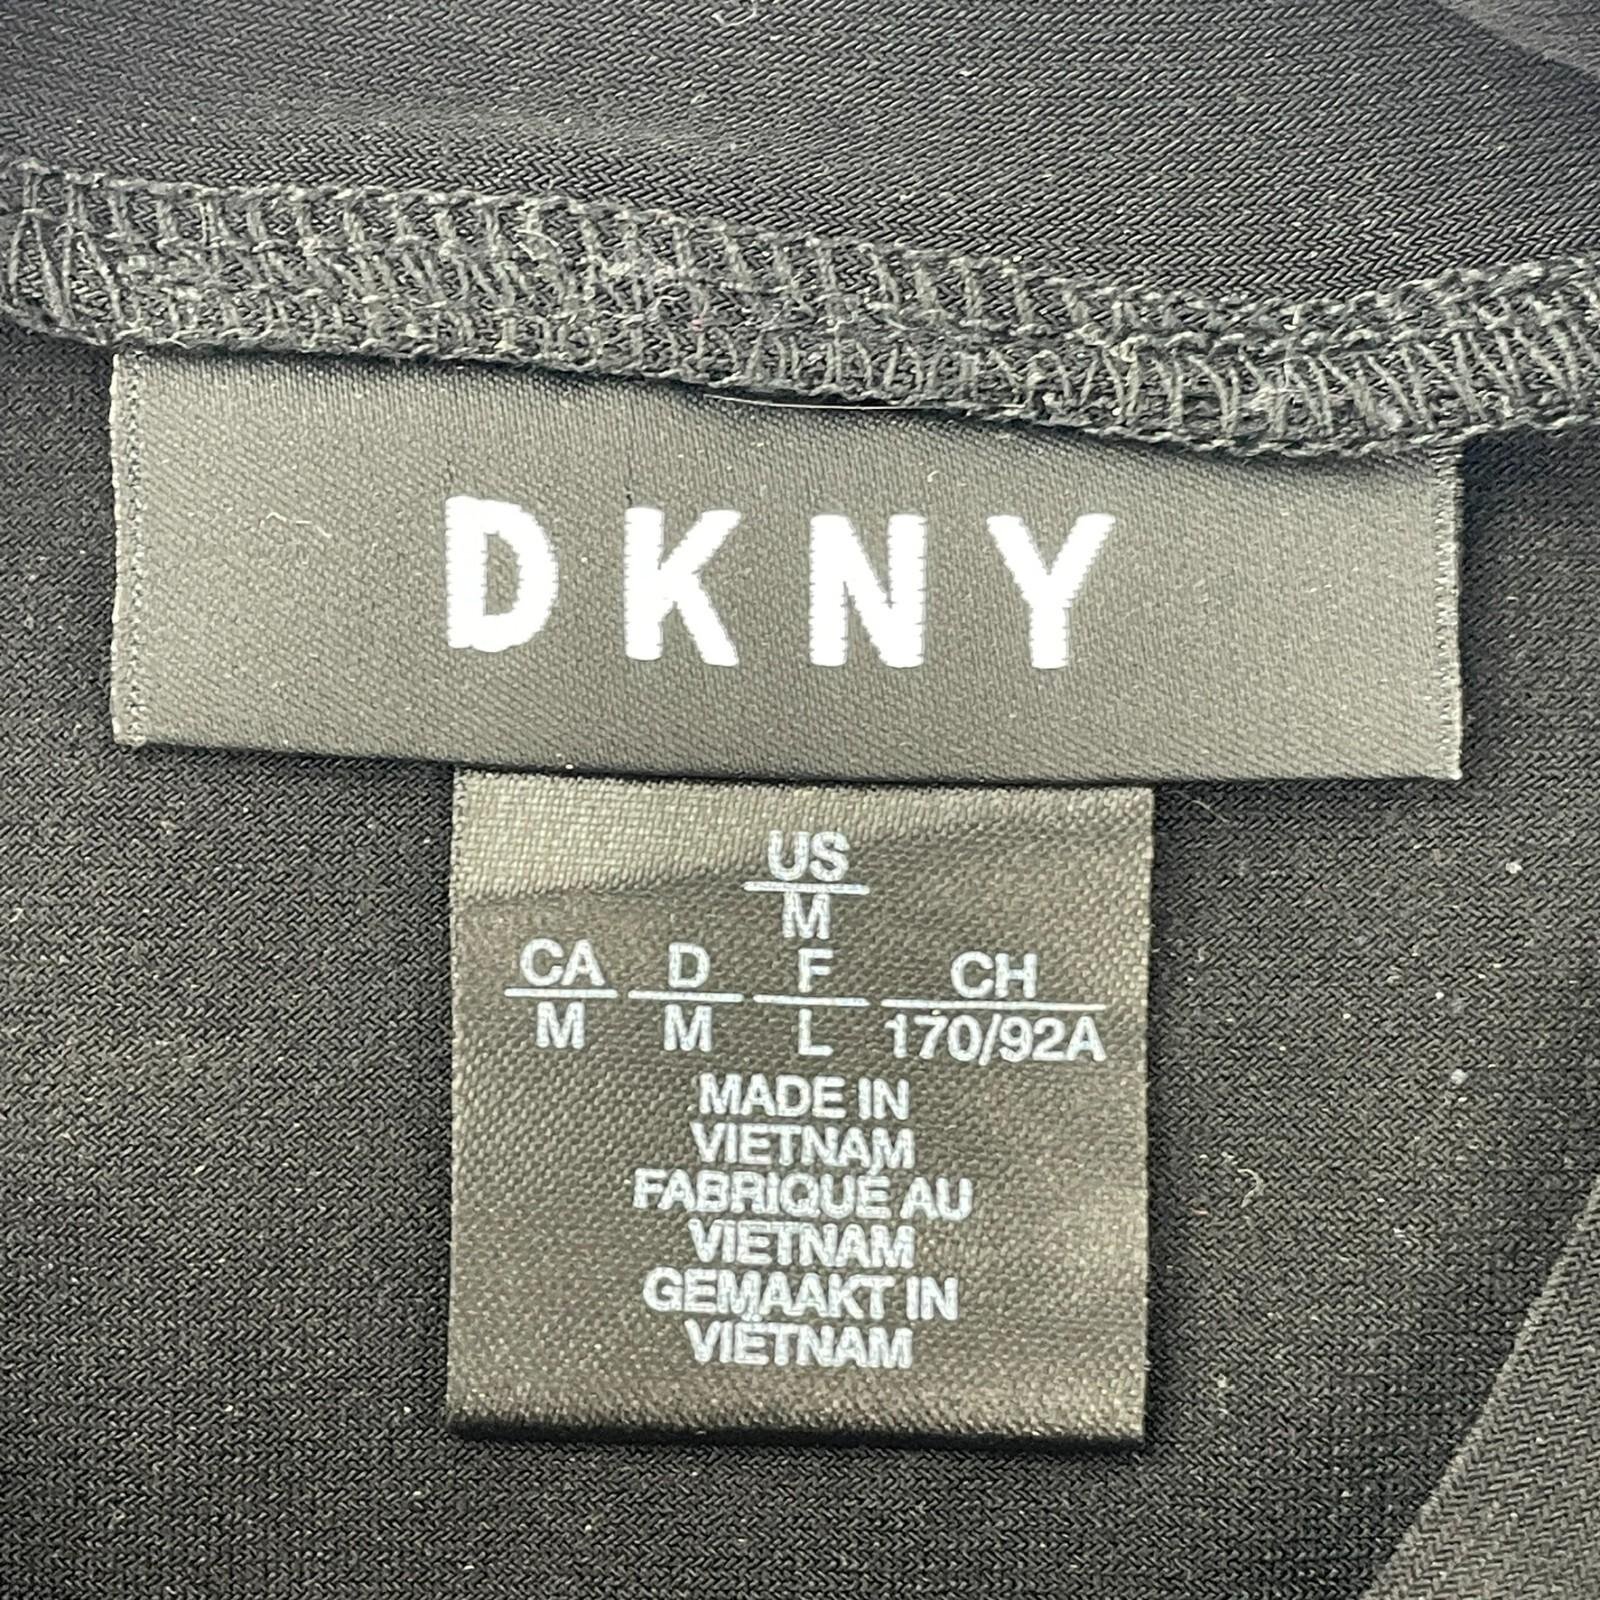 DKNY
US
M
CA D F CH
M M L 170/92A
MADE IN
VIETNAM
FABRIQUÉ AU
VIETNAM
GEMAAKT IN
VIETNAM